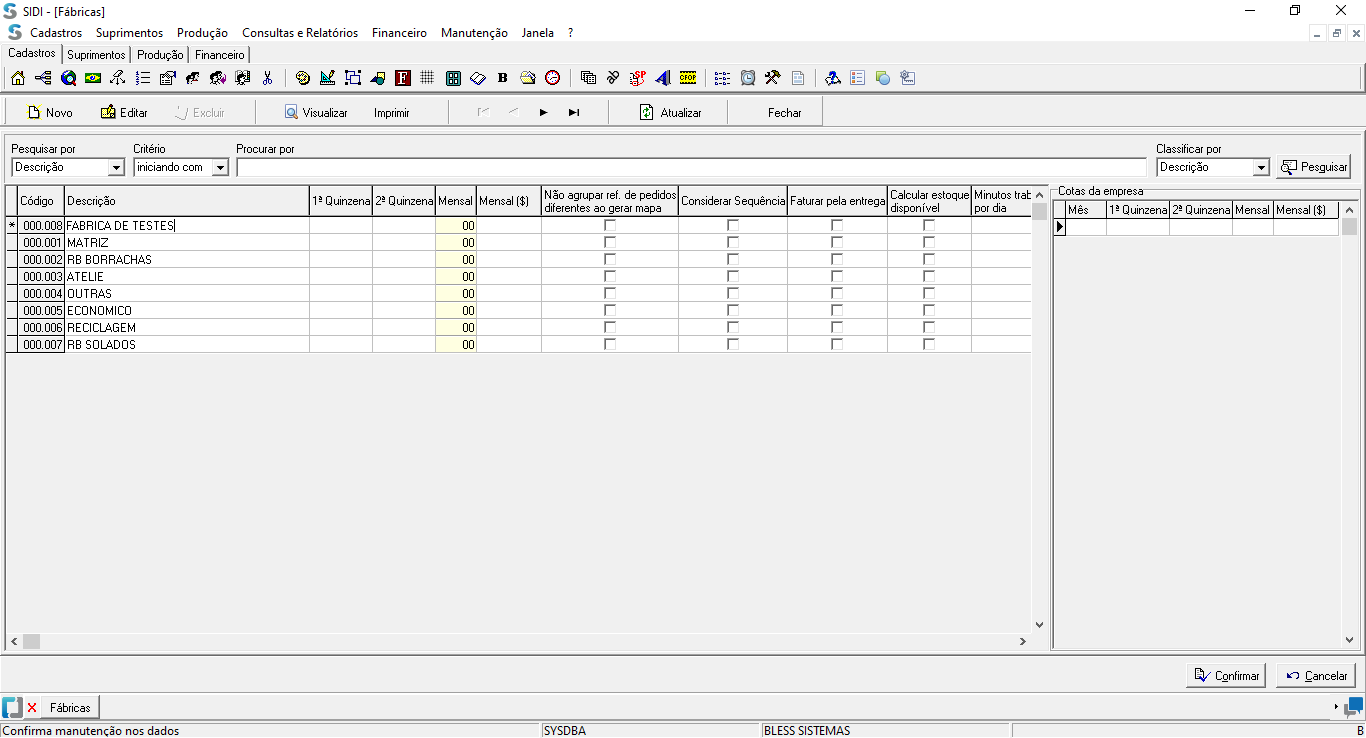 SIDI - [Fábricas]
Cadastros Suprimentos Produção Consultas e Relatórios Financeiro Manutenção Janela ?
Cadastros Suprimentos Produção Financeiro
F B SP CFOP
Novo Editar Excluir Visualizar Imprimir Atualizar Fechar
Pesquisar por Critério Procurar por Classificar por
Descrição iniciando com Descrição Pesquisar
Cotas da empresa
Código Descrição 1ª Quinzena 2ª Quinzena Mensal Mensal ($) Não agrupar ref. de pedidos diferentes ao gerar mapa Considerar Sequência Faturar pela entrega Calcular estoque disponível Minutos trab por dia
Mês 1ª Quinzena 2ª Quinzena Mensal Mensal ($)
* 000.008 FABRICA DE TESTES 00
000.001 MATRIZ 00
000.002 RB BORRACHAS 00
000.003 ATELIE 00
000.004 OUTRAS 00
000.005 ECONOMICO 00
000.006 RECICLAGEM 00
000.007 RB SOLADOS 00
Confirmar Cancelar
Fábricas
Confirma manutenção nos dados SYSDBA BLESS SISTEMAS B